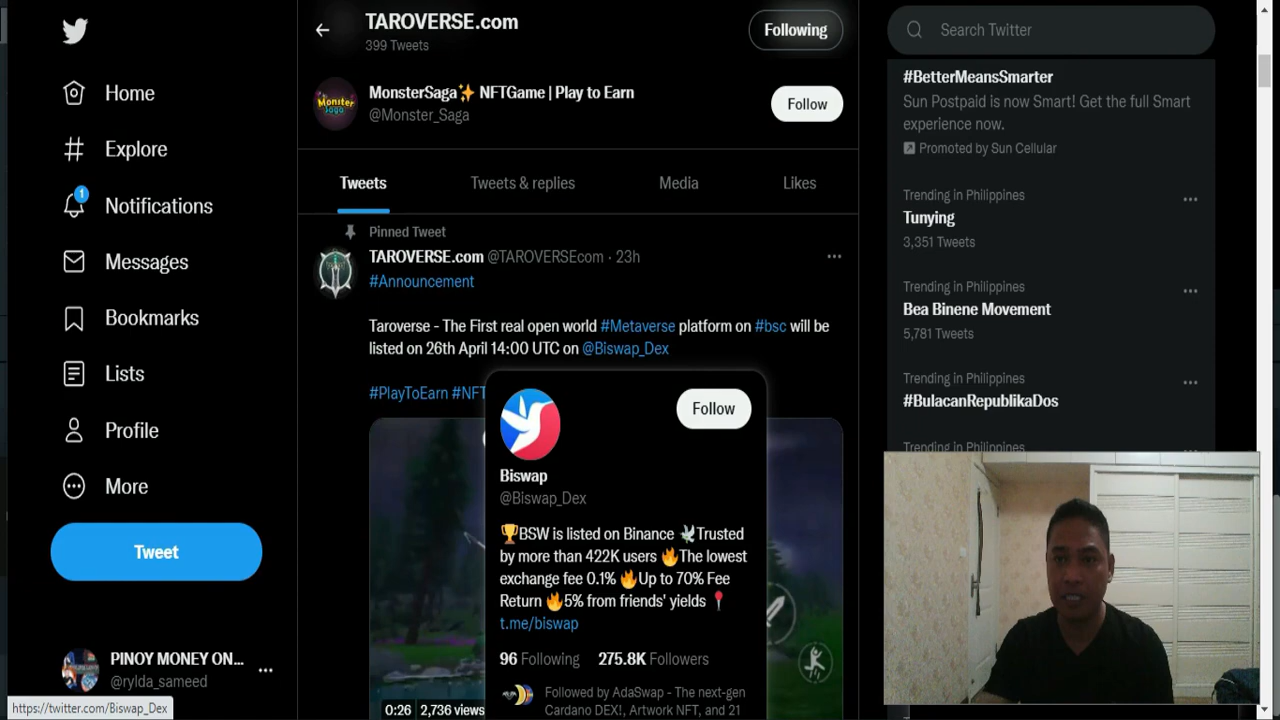 Home
Explore
1
Notifications
Messages
Bookmarks
Lists
Profile
More
Tweet
PINOY MONEY ON...
@rylda_sameed
https://twitter.com/Biswap_Dex
TAROVERSE.com
399 Tweets
Following
Monster Saga
MonsterSaga✨ NFTGame | Play to Earn
@Monster_Saga
Follow
Tweets
Tweets & replies
Media
Likes
Pinned Tweet
TAROVERSE.com @TAROVERSEcom · 23h
#Announcement
Taroverse - The First real open world #Metaverse platform on #bsc will be
listed on 26th April 14:00 UTC on @Biswap_Dex
#PlayToEarn #NFT
0:26 2,736 views
Follow
Biswap
@Biswap_Dex
🏆BSW is listed on Binance 🕊Trusted
by more than 422K users 🔥The lowest
exchange fee 0.1% 🔥Up to 70% Fee
Return 🔥5% from friends' yields 📍
t.me/biswap
96 Following 275.8K Followers
Followed by AdaSwap - The next-gen
Cardano DEX!, Artwork NFT, and 21
Search Twitter
#BetterMeansSmarter
Sun Postpaid is now Smart! Get the full Smart
experience now.
Promoted by Sun Cellular
Trending in Philippines
Tunying
3,351 Tweets
Trending in Philippines
Bea Binene Movement
5,781 Tweets
Trending in Philippines
#BulacanRepublikaDos
Trending in Philippines